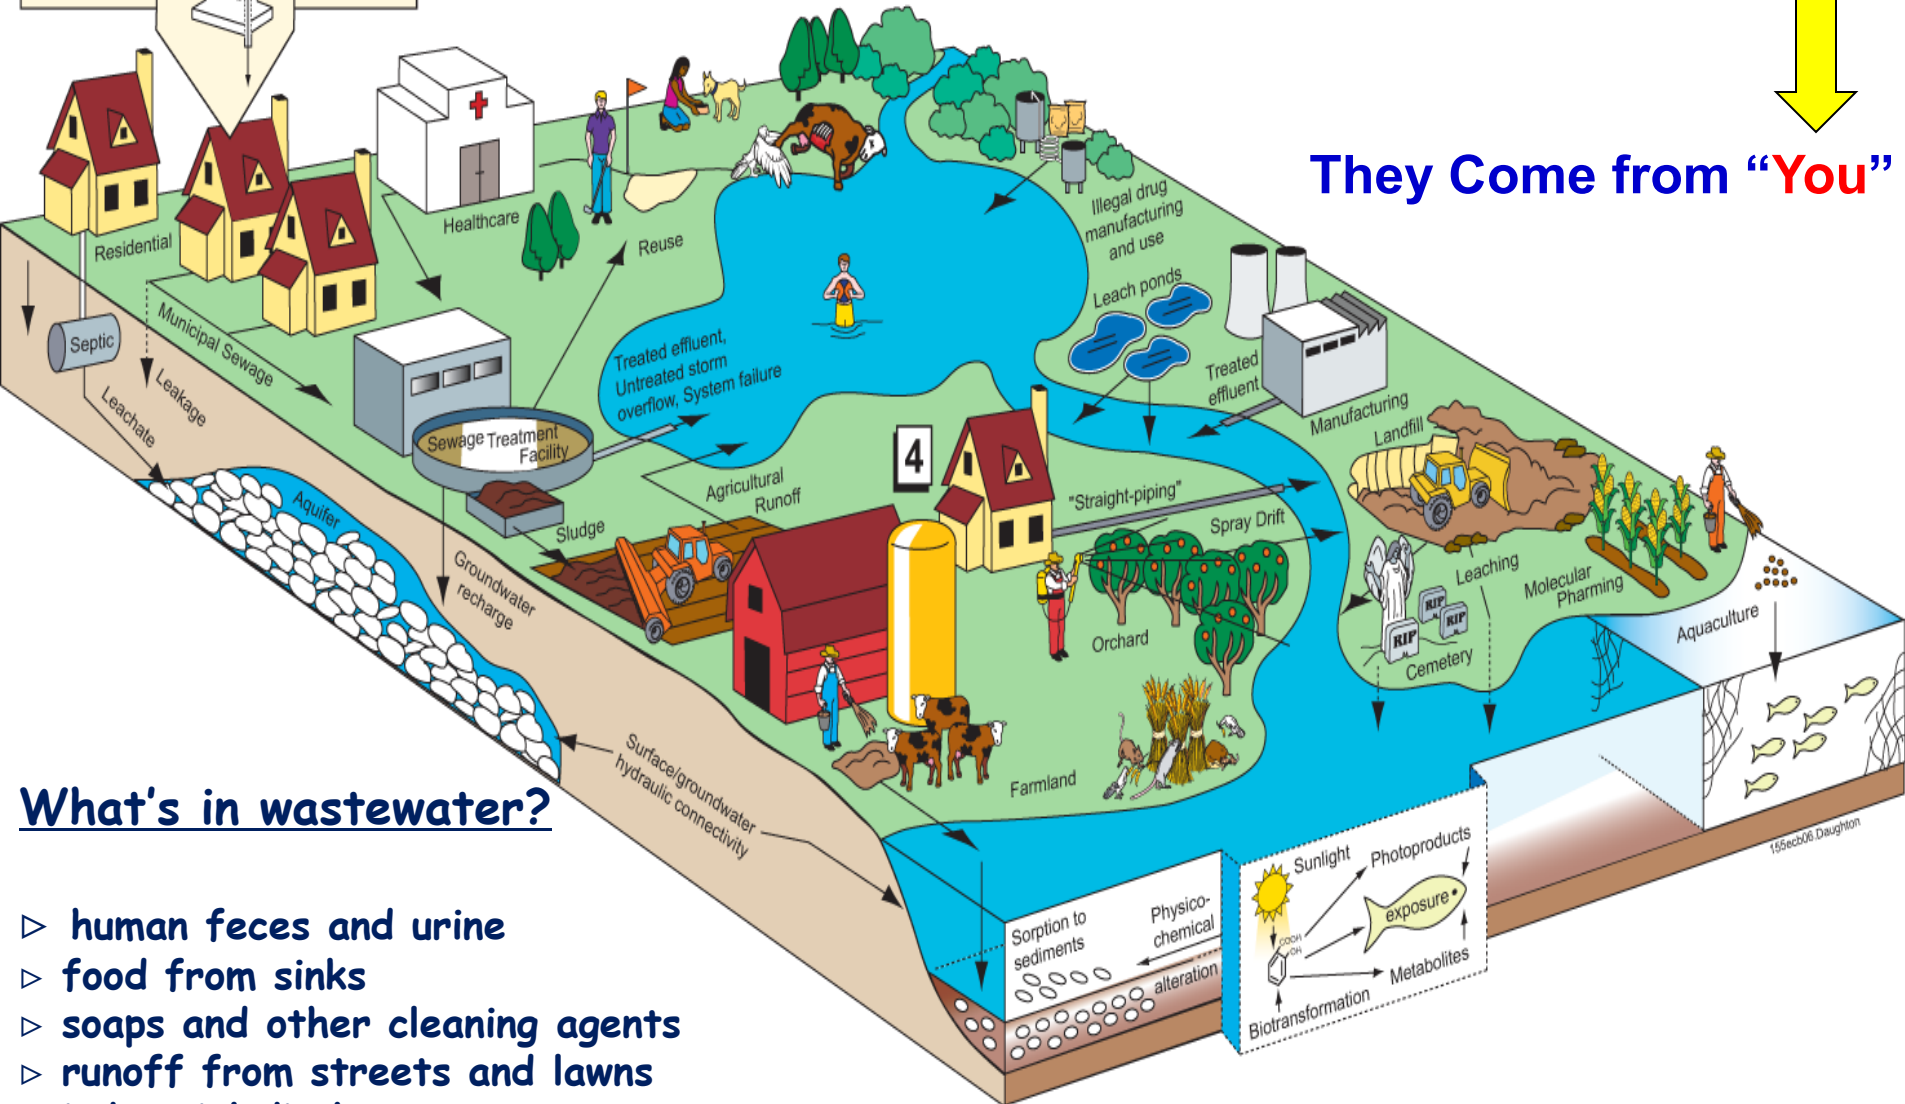 They Come from “You”
Healthcare
Residential
Reuse
Illegal drug
manufacturing
and use
Leach ponds
Septic
Municipal Sewage
Leakage
Leachate
Treated effluent,
Untreated storm
overflow, System failure
Treated
effluent
Manufacturing
Landfill
Sewage Treatment
Facility
4
Agricultural
Runoff
"Straight-piping"
Spray Drift
Sludge
Aquifer
Groundwater
recharge
Leaching
Molecular
Pharming
RIP
RIP
RIP
Cemetery
Aquaculture
Orchard
Farmland
Surface/groundwater
hydraulic connectivity
155ecb06.Daughton
Sunlight
Photoproducts
exposure
COOH
OH
Metabolites
Biotransformation
Sorption to
sediments
Physico-
chemical
alteration
What's in wastewater?
▷ human feces and urine
▷ food from sinks
▷ soaps and other cleaning agents
▷ runoff from streets and lawns